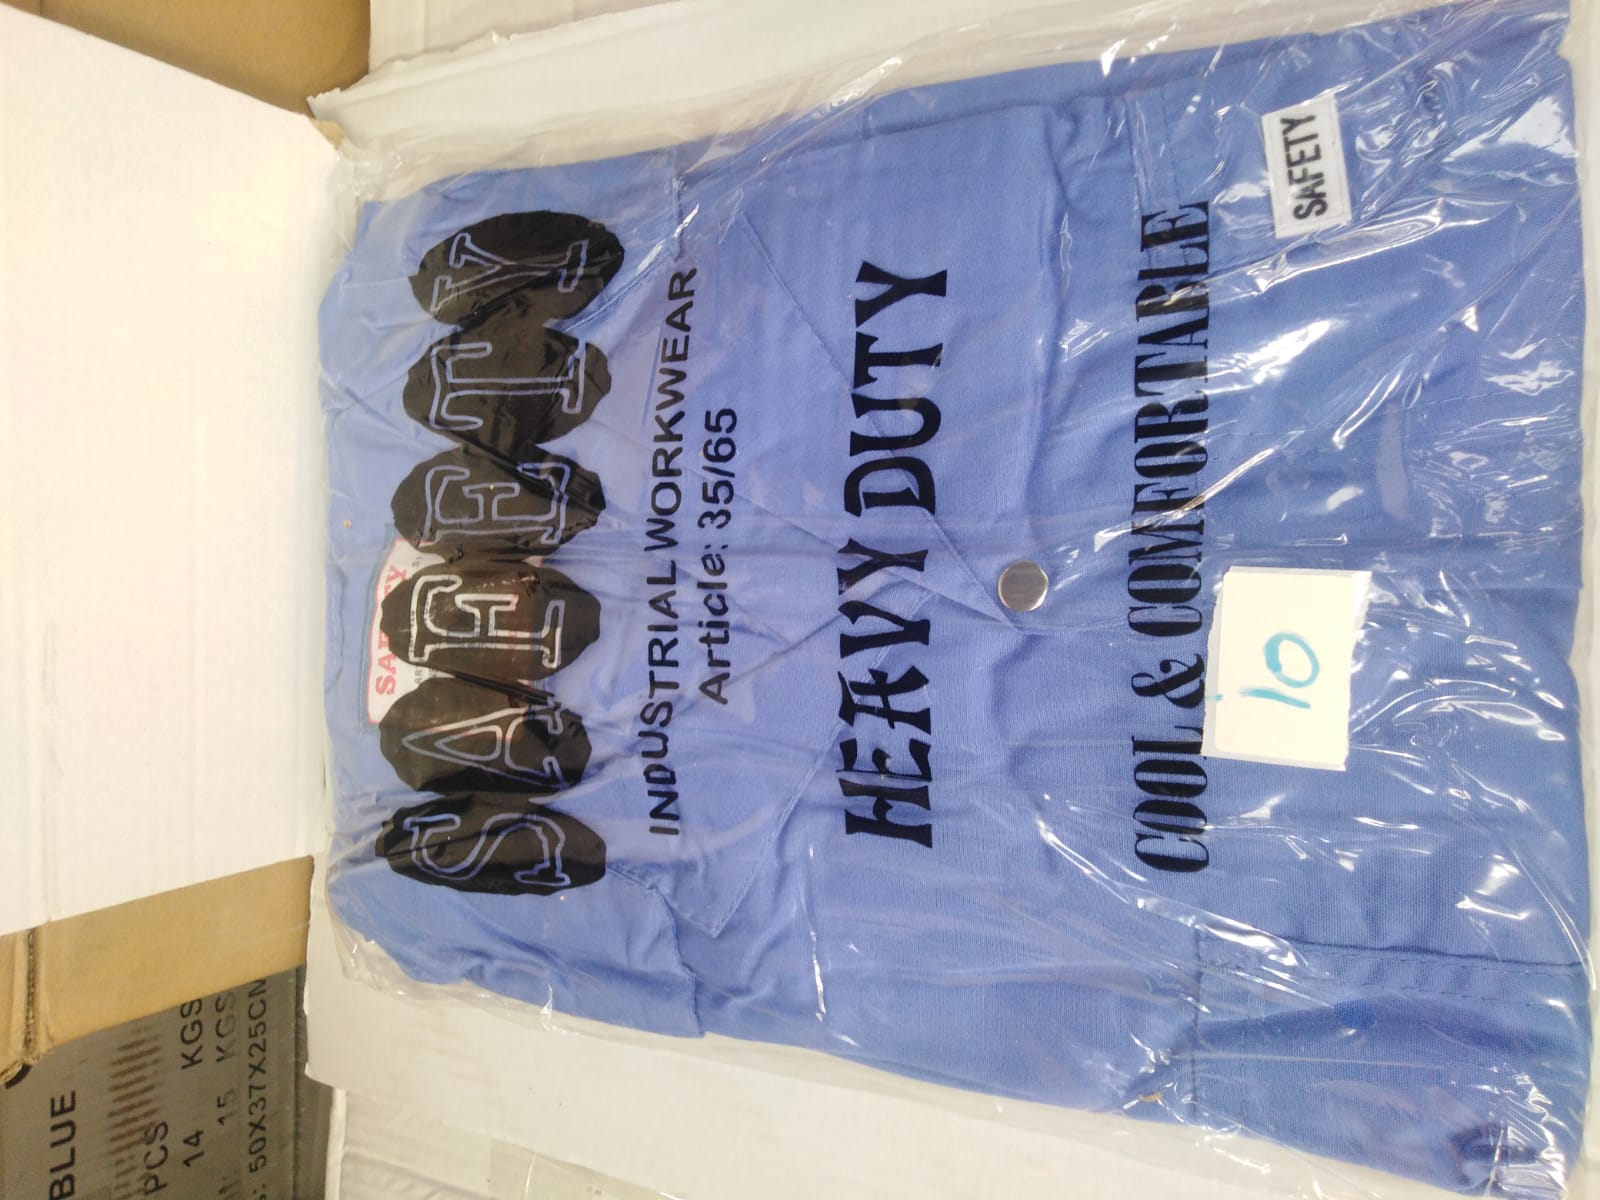 SAFETY
INDUSTRIAL WORKWEAR
Article: 35/65
HEAVY DUTY
COOL & COMFORTABLE
SAFETY
10
SAFETY
BLUE
PCS
14 KGS
15 KGS
50X37X25CM